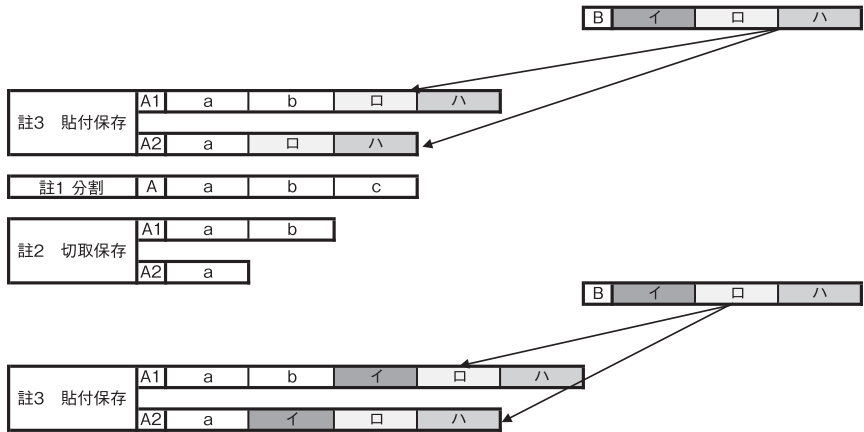 B イ ロ ハ
註3 貼付保存
A1 a b ロ ハ
A2 a ロ ハ
註1 分割 A a b c
註2 切取保存
A1 a b
A2 a
B イ ロ ハ
註3 貼付保存
A1 a b イ ロ ハ
A2 a イ ロ ハ